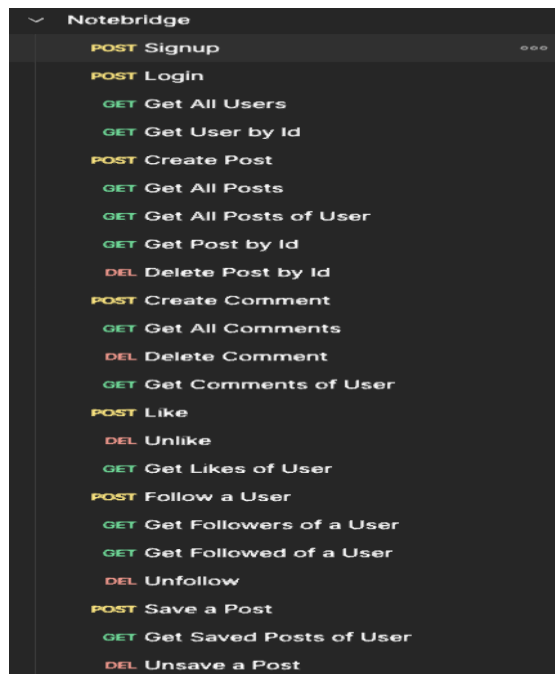 Notebridge
POST Signup
POST Login
GET Get All Users
GET Get User by Id
POST Create Post
GET Get All Posts
GET Get All Posts of User
GET Get Post by Id
DEL Delete Post by Id
POST Create Comment
GET Get All Comments
DEL Delete Comment
GET Get Comments of User
POST Like
DEL Unlike
GET Get Likes of User
POST Follow a User
GET Get Followers of a User
GET Get Followed of a User
DEL Unfollow
POST Save a Post
GET Get Saved Posts of User
DEL Unsave a Post